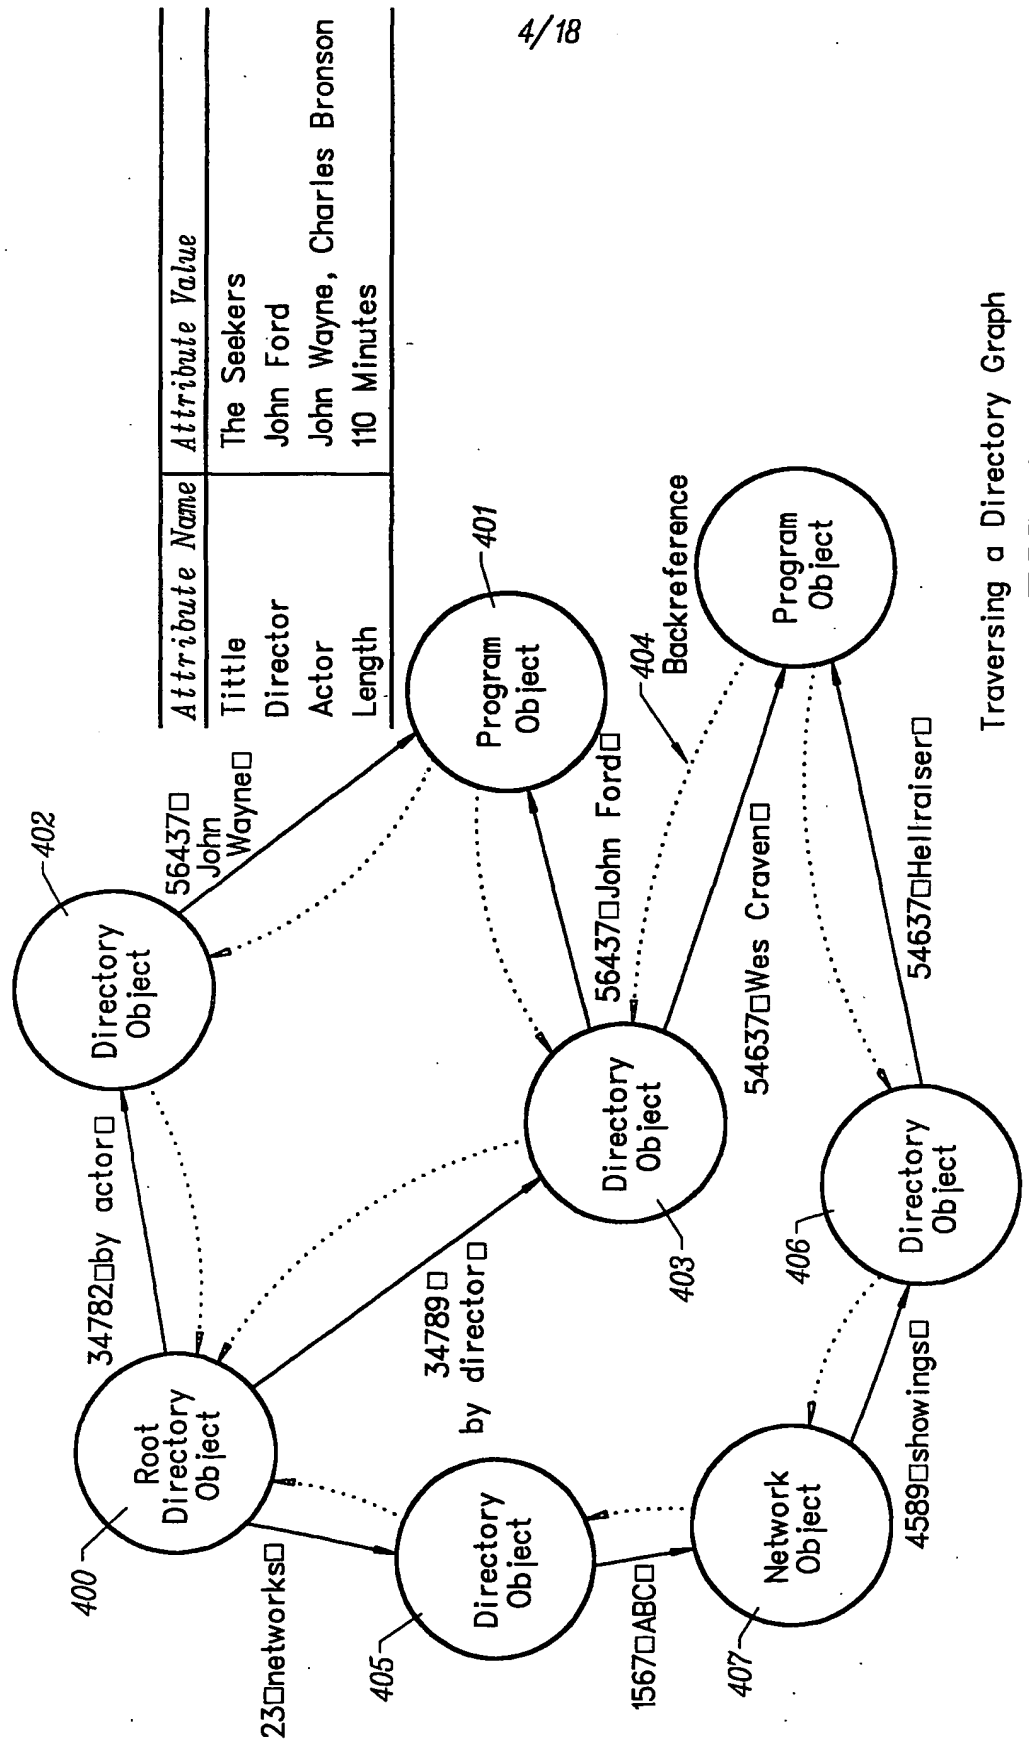 4/18
Attribute Name Attribute Value
Tittle The Seekers
Director John Ford
Actor John Wayne, Charles Bronson
Length 110 Minutes
402
Directory
Object
56437□
John
Wayne□
401
Program
Object
34782□by actor□
400
Root
Directory
Object
34789□
by director□
403
Directory
Object
56437□John Ford□
404
Backreference
54637□Wes Craven□
Program
Object
23□networks□
405
Directory
Object
1567□ABC□
407
Network
Object
4589□showings□
406
Directory
Object
54637□Hellraiser□
Traversing a Directory Graph